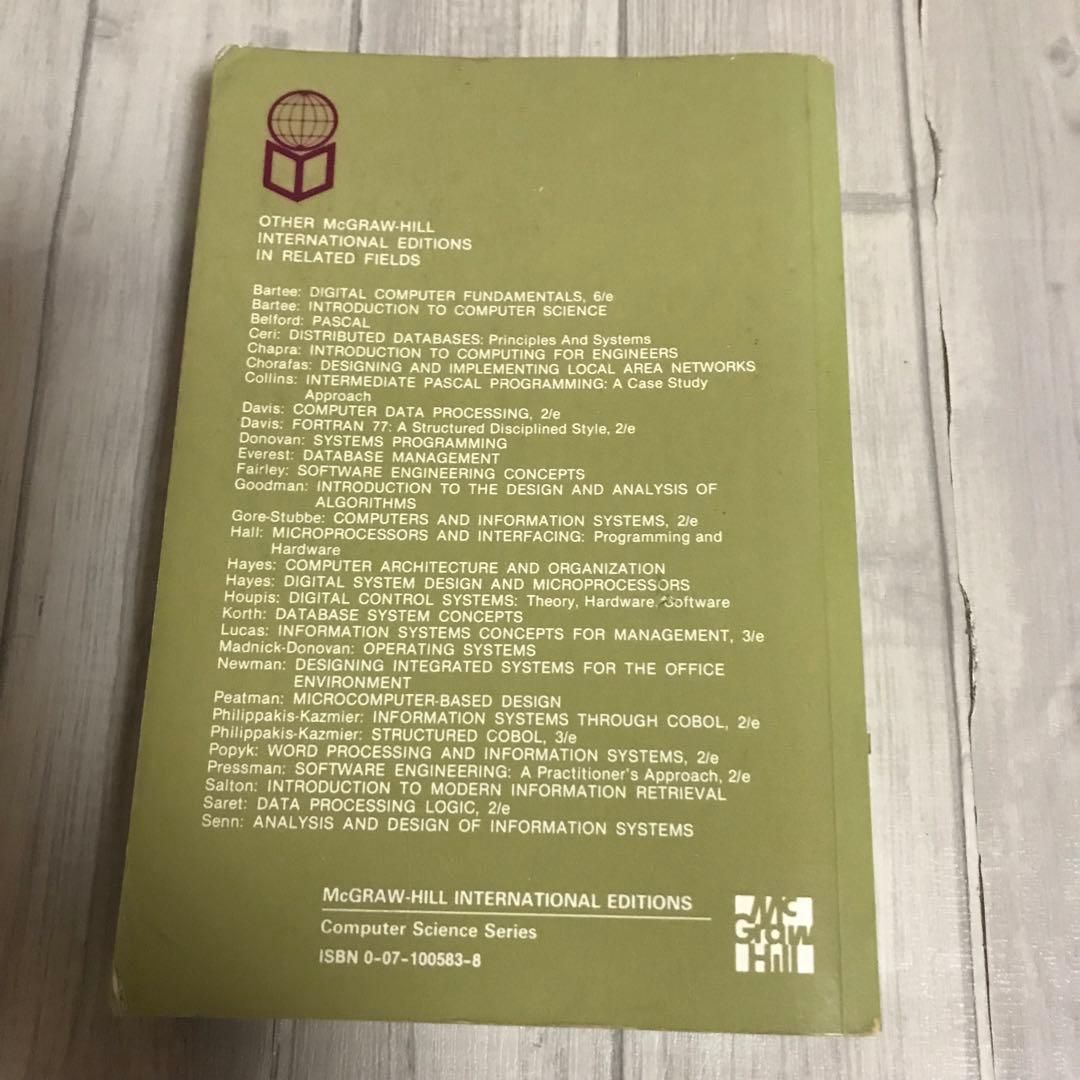 OTHER McGRAW-HILL
INTERNATIONAL EDITIONS
IN RELATED FIELDS
Bartee: DIGITAL COMPUTER FUNDAMENTALS, 6/e
Bartee: INTRODUCTION TO COMPUTER SCIENCE
Belford: PASCAL
Ceri: DISTRIBUTED DATABASES: Principles And Systems
Chapra: INTRODUCTION TO COMPUTING FOR ENGINEERS
Chorafas: DESIGNING AND IMPLEMENTING LOCAL AREA NETWORKS
Collins: INTERMEDIATE PASCAL PROGRAMMING: A Case Study
Approach
Davis: COMPUTER DATA PROCESSING, 2/e
Davis: FORTRAN 77: A Structured Disciplined Style, 2/e
Donovan: SYSTEMS PROGRAMMING
Everest: DATABASE MANAGEMENT
Fairley: SOFTWARE ENGINEERING CONCEPTS
Goodman: INTRODUCTION TO THE DESIGN AND ANALYSIS OF
ALGORITHMS
Gore-Stubbe: COMPUTERS AND INFORMATION SYSTEMS, 2/e
Hall: MICROPROCESSORS AND INTERFACING: Programming and
Hardware
Hayes: COMPUTER ARCHITECTURE AND ORGANIZATION
Hayes: DIGITAL SYSTEM DESIGN AND MICROPROCESSORS
Houpis: DIGITAL CONTROL SYSTEMS: Theory, Hardware, Software
Korth: DATABASE SYSTEM CONCEPTS
Lucas: INFORMATION SYSTEMS CONCEPTS FOR MANAGEMENT, 3/e
Madnick-Donovan: OPERATING SYSTEMS
Newman: DESIGNING INTEGRATED SYSTEMS FOR THE OFFICE
ENVIRONMENT
Peatman: MICROCOMPUTER-BASED DESIGN
Philippakis-Kazmier: INFORMATION SYSTEMS THROUGH COBOL, 2/e
Philippakis-Kazmier: STRUCTURED COBOL, 3/e
Popyk: WORD PROCESSING AND INFORMATION SYSTEMS, 2/e
Pressman: SOFTWARE ENGINEERING: A Practitioner's Approach, 2/e
Salton: INTRODUCTION TO MODERN INFORMATION RETRIEVAL
Saret: DATA PROCESSING LOGIC, 2/e
Senn: ANALYSIS AND DESIGN OF INFORMATION SYSTEMS
McGRAW-HILL INTERNATIONAL EDITIONS
Computer Science Series
ISBN 0-07-100583-8
Mc
Graw
Hill